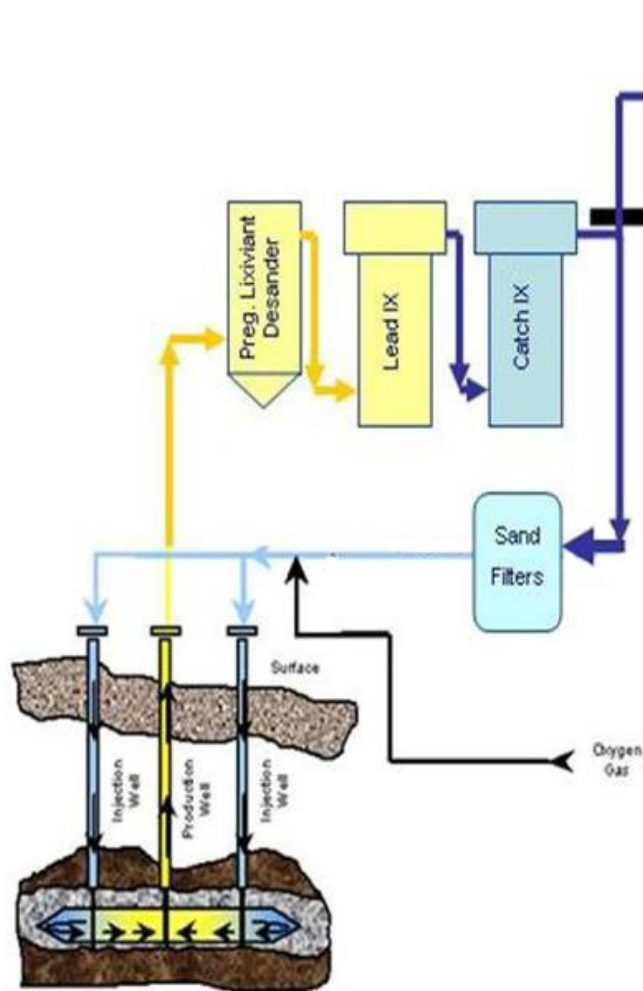 Preg. Lixiviant
Desander
Lead IX
Catch IX
Sand
Filters
Surface
Oxygen
Gas
Injection
Well
Production
Well
Injection
Well